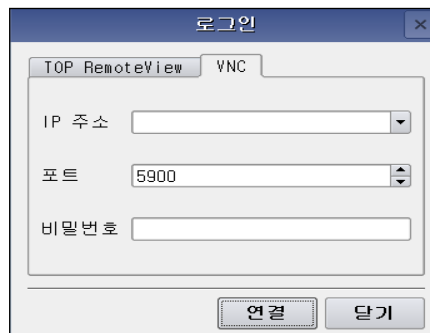 로그인
TOP RemoteView VNC
IP 주소
포트 5900
비밀번호
연결 닫기